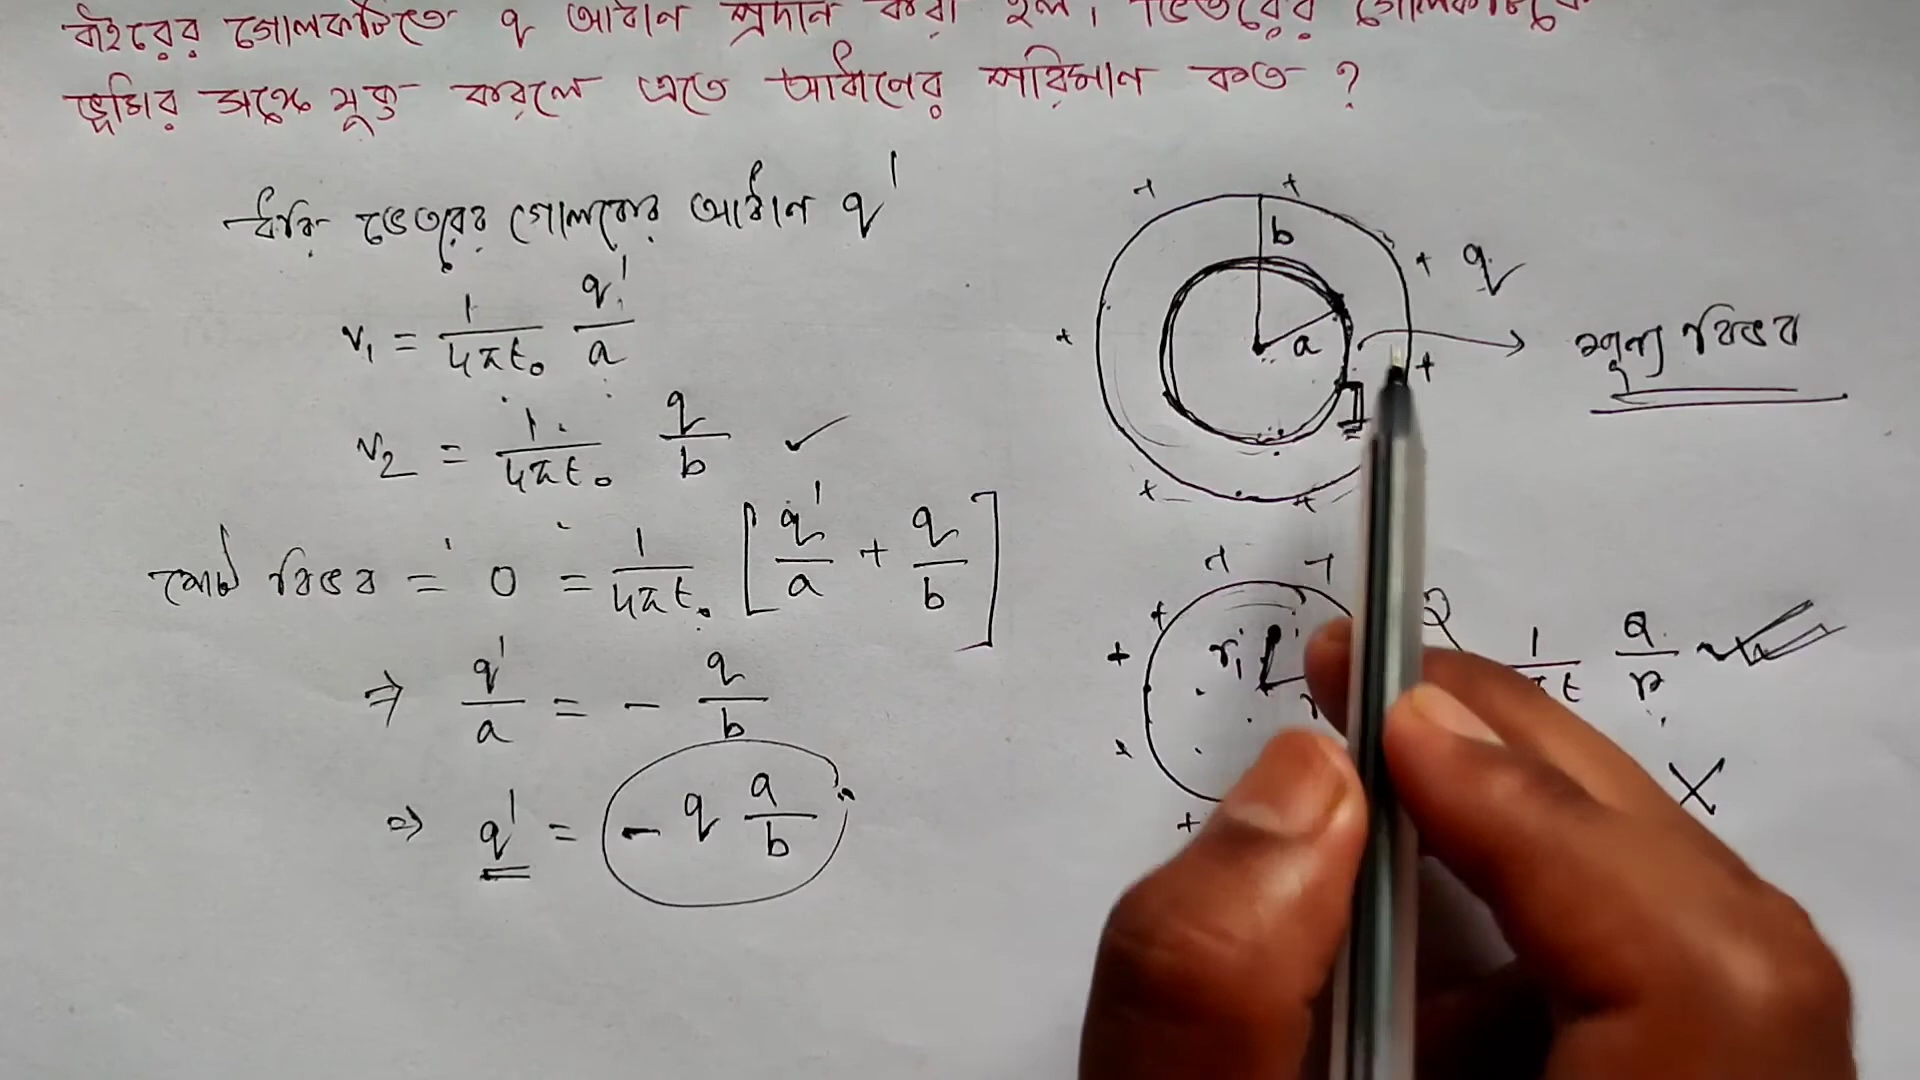 বাইরের গোলকটিতে q আধান প্রদান করা হল। ভিতরের গোলকটিকে
ভূমির সঙ্গে যুক্ত করলে এতে আধানের পরিমান কত ?
ধরি ভেতরের গোলকের আধান q'
v₁ = 1/4πε₀ q'/a
v₂ = 1/4πε₀ q/b ✓
মোট বিভব = 0 = 1/4πε₀ [q'/a + q/b]
⇒ q'/a = - q/b
⇒ q' = - q a/b
b
a
+ q
শূন্য বিভব
r₁
Q/r
X